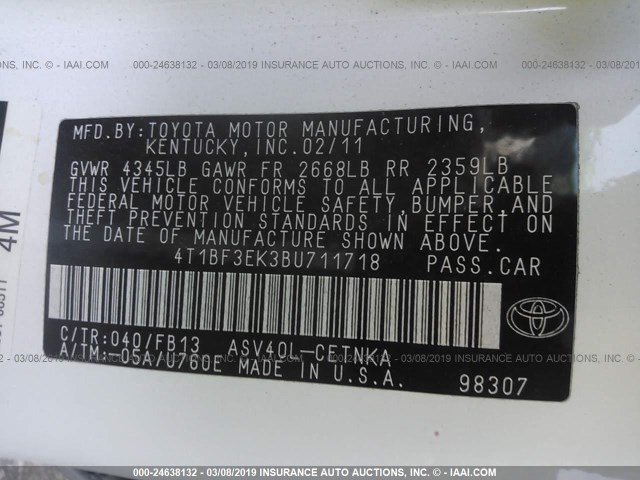 AUCTIONS, INC. - IAAI.COM 000-24638132 - 03/08/2019 INSURANCE AUTO AUCTIONS, INC. - IAAI.COM 000-24638132 - 03/08/2019
MFD.BY:TOYOTA MOTOR MANUFACTURING,
KENTUCKY,INC.02/11
GVWR 4345LB GAWR FR 2668LB RR 2359LB
THIS VEHICLE CONFORMS TO ALL APPLICABLE
FEDERAL MOTOR VEHICLE SAFETY,BUMPER,AND
THEFT PREVENTION STANDARDS IN EFFECT ON
THE DATE OF MANUFACTURE SHOWN ABOVE.
4T1BF3EK3BU711718 PASS.CAR
C/TR:040/FB13 ASV40L-CETNKA
A/TM:-05A/U760E MADE IN U.S.A.
98307
TOYOTA
4M
000-24638132 - 03/08/2019 INSURANCE AUTO AUCTIONS, INC. - IAAI.COM